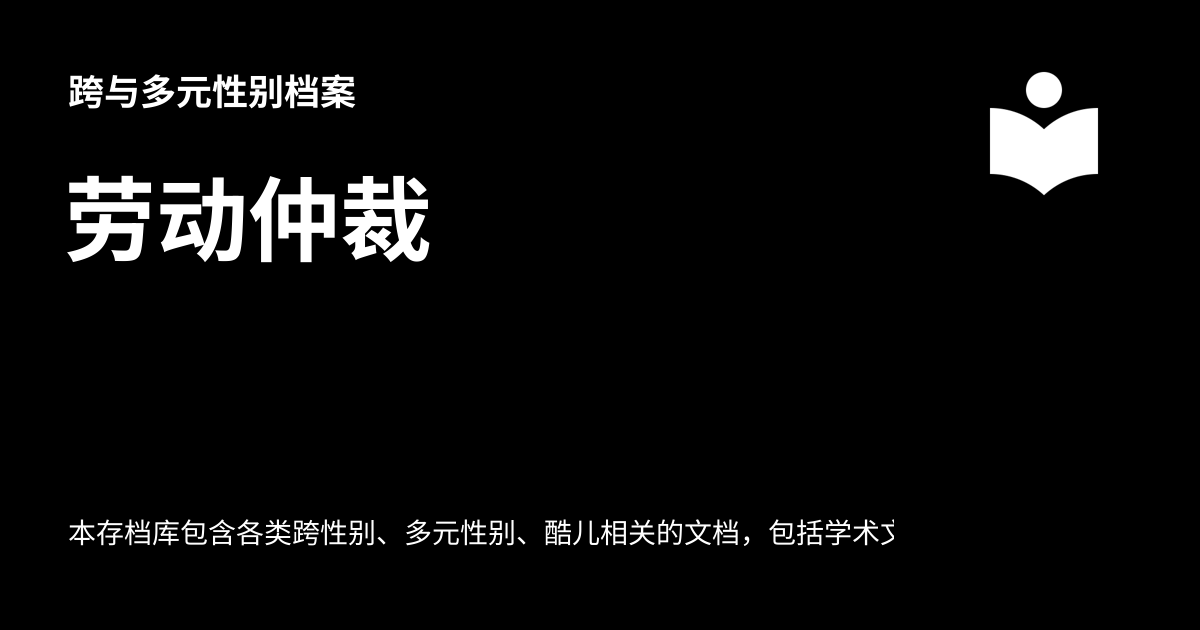 跨与多元性别档案
劳动仲裁
本存档库包含各类跨性别、多元性别、酷儿相关的文档，包括学术